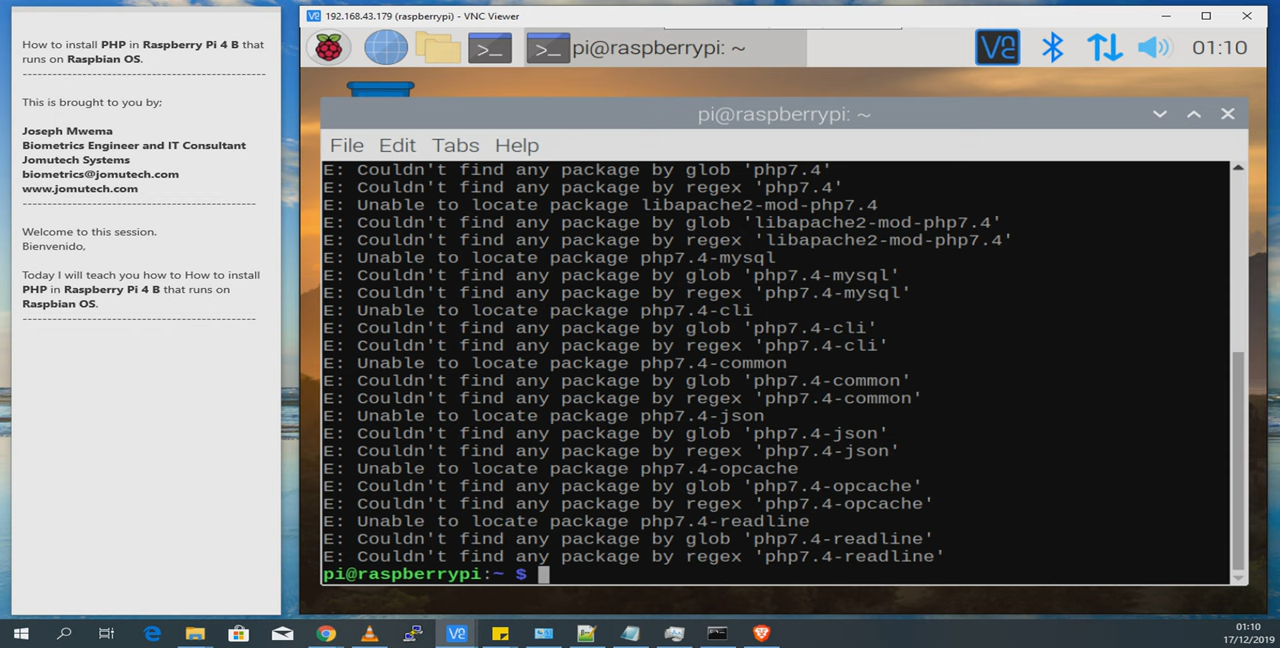 How to install PHP in Raspberry Pi 4 B that
runs on Raspbian OS.
--------------------------------------------------------------
This is brought to you by;
Joseph Mwema
Biometrics Engineer and IT Consultant
Jomutech Systems
biometrics@jomutech.com
www.jomutech.com
------------------------------------------------------------
Welcome to this session.
Bienvenido,
Today I will teach you how to How to install
PHP in Raspberry Pi 4 B that runs on
Raspbian OS.
------------------------------------------------------------
192.168.43.179 (raspberrypi) - VNC Viewer
>_ >_ pi@raspberrypi: ~ 01:10
pi@raspberrypi: ~
File Edit Tabs Help
E: Couldn't find any package by glob 'php7.4'
E: Couldn't find any package by regex 'php7.4'
E: Unable to locate package libapache2-mod-php7.4
E: Couldn't find any package by glob 'libapache2-mod-php7.4'
E: Couldn't find any package by regex 'libapache2-mod-php7.4'
E: Unable to locate package php7.4-mysql
E: Couldn't find any package by glob 'php7.4-mysql'
E: Couldn't find any package by regex 'php7.4-mysql'
E: Unable to locate package php7.4-cli
E: Couldn't find any package by glob 'php7.4-cli'
E: Couldn't find any package by regex 'php7.4-cli'
E: Unable to locate package php7.4-common
E: Couldn't find any package by glob 'php7.4-common'
E: Couldn't find any package by regex 'php7.4-common'
E: Unable to locate package php7.4-json
E: Couldn't find any package by glob 'php7.4-json'
E: Couldn't find any package by regex 'php7.4-json'
E: Unable to locate package php7.4-opcache
E: Couldn't find any package by glob 'php7.4-opcache'
E: Couldn't find any package by regex 'php7.4-opcache'
E: Unable to locate package php7.4-readline
E: Couldn't find any package by glob 'php7.4-readline'
E: Couldn't find any package by regex 'php7.4-readline'
pi@raspberrypi:~ $
01:10
17/12/2019